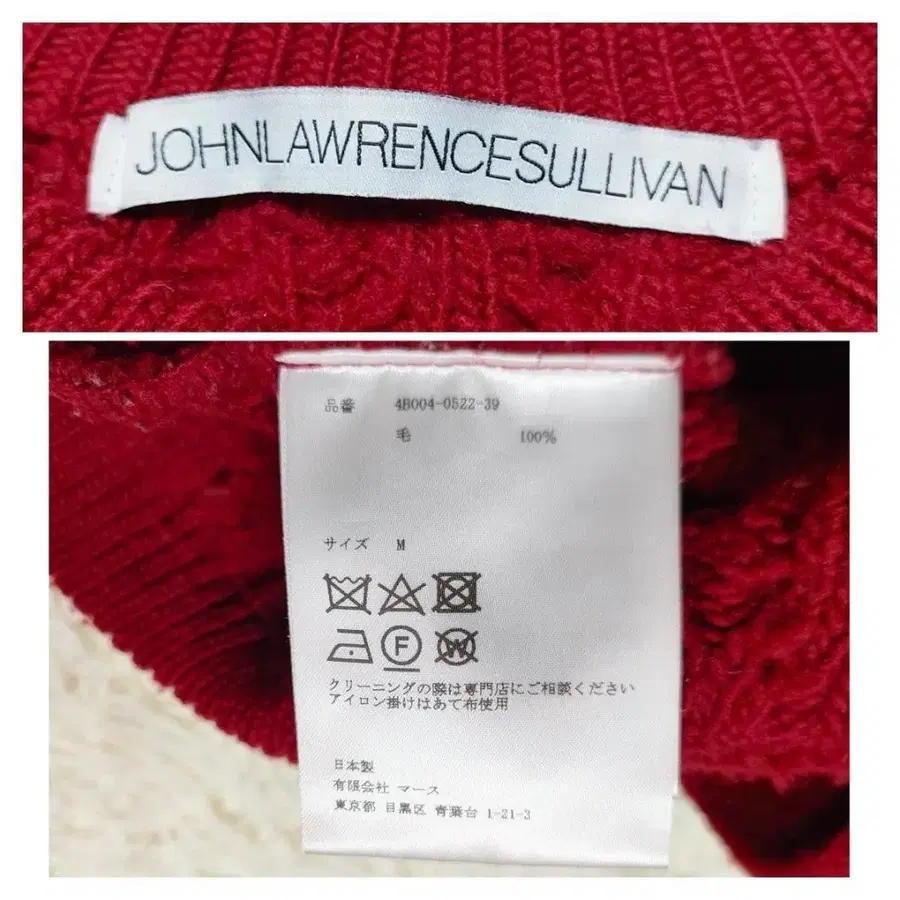 JOHNLAWRENCESULLIVAN
品番 4B004-0522-39
毛 100%
サイズ M
F W
クリーニングの際は専門店にご相談ください
アイロン掛けはあて布使用
日本製
有限会社 マース
東京都 目黒区 青葉台 1-21-3